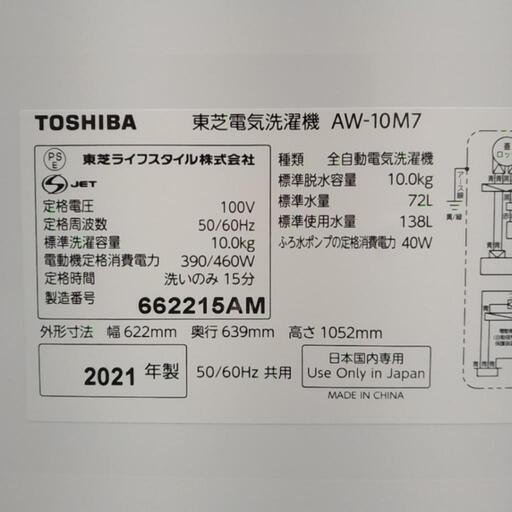 TOSHIBA 東芝電気洗濯機 AW-10M7
PS
E
東芝ライフスタイル株式会社
JET
定格電圧 100V
定格周波数 50/60Hz
標準洗濯容量 10.0kg
電動機定格消費電力 390/460W
定格時間 洗いのみ 15分
製造番号 662215AM
種類 全自動電気洗濯機
標準脱水容量 10.0kg
標準水量 72L
標準使用水量 138L
ふろ水ポンプの定格消費電力 40W
外形寸法 幅 622mm 奥行 639mm 高さ 1052mm
2021 年製
50/60Hz 共用
日本国内専用
Use Only in Japan
MADE IN CHINA
アース線
黄/緑